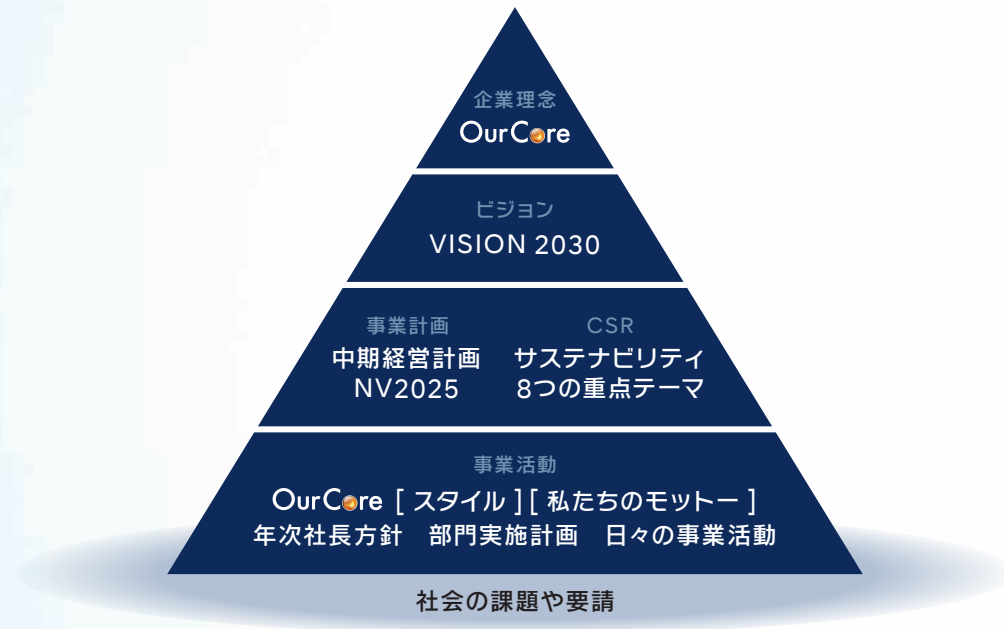 企業理念
OurCore
ビジョン
VISION 2030
事業計画 CSR
中期経営計画 サステナビリティ
NV2025 8つの重点テーマ
事業活動
OurCore [ スタイル ] [ 私たちのモットー ]
年次社長方針 部門実施計画 日々の事業活動
社会の課題や要請